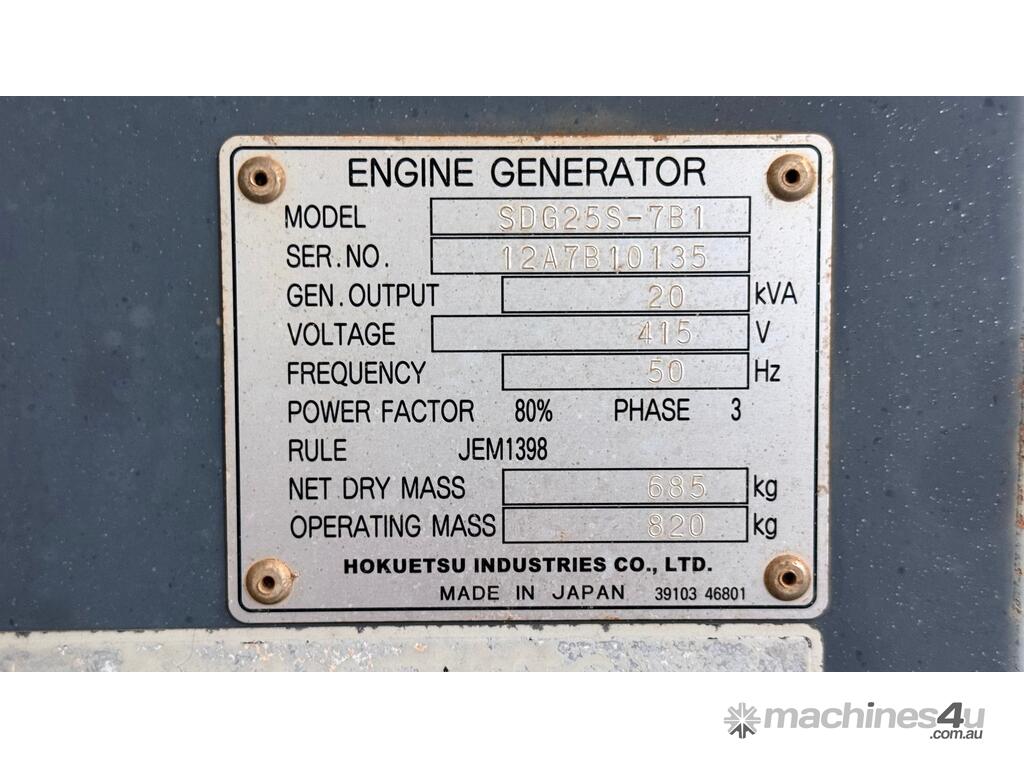 ENGINE GENERATOR
MODEL SDG25S-7B1
SER.NO. 12A7B10135
GEN.OUTPUT 20 kVA
VOLTAGE 415 V
FREQUENCY 50 Hz
POWER FACTOR 80% PHASE 3
RULE JEM1398
NET DRY MASS 685 kg
OPERATING MASS 820 kg
HOKUETSU INDUSTRIES CO., LTD.
MADE IN JAPAN 39103 46801
machines4u
.com.au